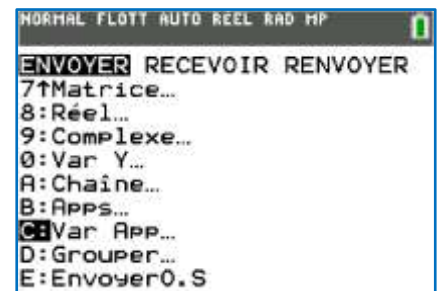 NORMAL FLOTT AUTO RÉEL RAD MP
ENVOYER RECEVOIR RENVOYER
7↑Matrice…
8:Réel…
9:Complexe…
0:Var Y…
A:Chaîne…
B:Apps…
C:Var App…
D:Grouper…
E:EnvoyerO.S